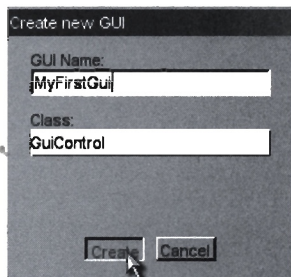 Create new GUI
GUI Name:
MyFirstGui
Class:
GuiControl
Create Cancel